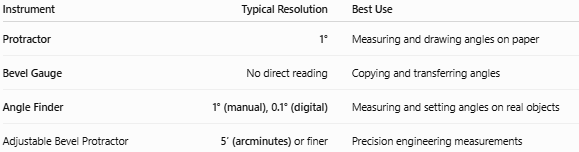 Instrument Typical Resolution Best Use
Protractor 1° Measuring and drawing angles on paper
Bevel Gauge No direct reading Copying and transferring angles
Angle Finder 1° (manual), 0.1° (digital) Measuring and setting angles on real objects
Adjustable Bevel Protractor 5′ (arcminutes) or finer Precision engineering measurements